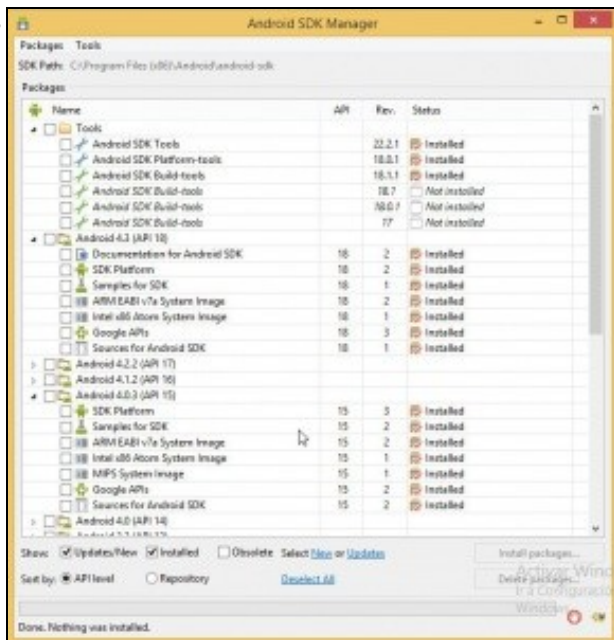 Android SDK Manager
Packages Tools
SDK Path: C:\Program Files (x86)\Android\android-sdk
Packages
Name API Rev. Status
Tools
Android SDK Tools 22.2.1 Installed
Android SDK Platform-tools 18.0.1 Installed
Android SDK Build-tools 18.1.1 Installed
Android SDK Build-tools 18.1 Not installed
Android SDK Build-tools 18.0.1 Not installed
Android SDK Build-tools 17 Not installed
Android 4.3 (API 18)
Documentation for Android SDK 18 2 Installed
SDK Platform 18 2 Installed
Samples for SDK 18 1 Installed
ARM EABI v7a System Image 18 2 Installed
Intel x86 Atom System Image 18 1 Installed
Google APIs 18 3 Installed
Sources for Android SDK 18 1 Installed
Android 4.2.2 (API 17)
Android 4.1.2 (API 16)
Android 4.0.3 (API 15)
SDK Platform 15 3 Installed
Samples for SDK 15 2 Installed
ARM EABI v7a System Image 15 2 Installed
Intel x86 Atom System Image 15 1 Installed
MIPS System Image 15 1 Installed
Google APIs 15 2 Installed
Sources for Android SDK 15 2 Installed
Android 4.0 (API 14)
Show: Updates/New Installed Obsolete Select New or Updates Install packages...
Sort by: API level Repository Deselect All Delete packages...
Activar Wind
Ir a Configuració
Windows
Done. Nothing was installed.